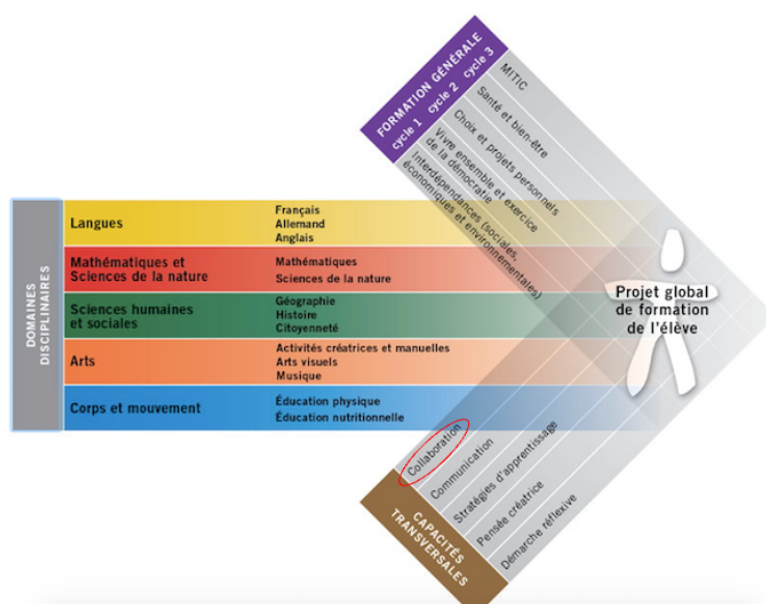 FORMATION GÉNÉRALE
cycle 1 cycle 2 cycle 3
MITIC
Santé et bien-être
Choix et projets personnels
Vivre ensemble et exercice
de la démocratie
Interdépendances (sociales,
économiques et environnementales)
DOMAINES
DISCIPLINAIRES
Langues
Français
Allemand
Anglais
Mathématiques et
Sciences de la nature
Mathématiques
Sciences de la nature
Sciences humaines
et sociales
Géographie
Histoire
Citoyenneté
Arts
Activités créatrices et manuelles
Arts visuels
Musique
Corps et mouvement
Éducation physique
Éducation nutritionnelle
Projet global
de formation
de l'élève
Collaboration
Communication
Stratégies d'apprentissage
Pensée créatrice
Démarche réflexive
CAPACITÉS
TRANSVERSALES